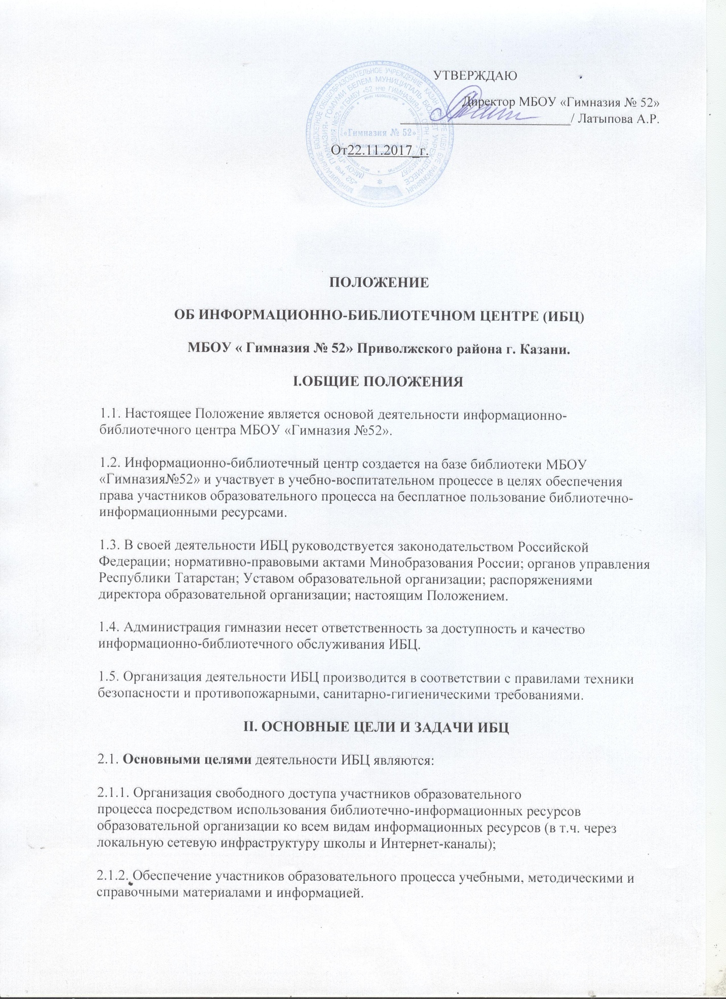 УТВЕРЖДАЮ
Директор МБОУ «Гимназия № 52»
/ Латыпова А.Р.
«Гимназия № 52»
От22.11.2017_г.
ПОЛОЖЕНИЕ
ОБ ИНФОРМАЦИОННО-БИБЛИОТЕЧНОМ ЦЕНТРЕ (ИБЦ)
МБОУ « Гимназия № 52» Приволжского района г. Казани.
I.ОБЩИЕ ПОЛОЖЕНИЯ
1.1. Настоящее Положение является основой деятельности информационно-
библиотечного центра МБОУ «Гимназия №52».
1.2. Информационно-библиотечный центр создается на базе библиотеки МБОУ
«Гимназия№52» и участвует в учебно-воспитательном процессе в целях обеспечения
права участников образовательного процесса на бесплатное пользование библиотечно-
информационными ресурсами.
1.3. В своей деятельности ИБЦ руководствуется законодательством Российской
Федерации; нормативно-правовыми актами Минобразования России; органов управления
Республики Татарстан; Уставом образовательной организации; распоряжениями
директора образовательной организации; настоящим Положением.
1.4. Администрация гимназии несет ответственность за доступность и качество
информационно-библиотечного обслуживания ИБЦ.
1.5. Организация деятельности ИБЦ производится в соответствии с правилами техники
безопасности и противопожарными, санитарно-гигиеническими требованиями.
II. ОСНОВНЫЕ ЦЕЛИ И ЗАДАЧИ ИБЦ
2.1. Основными целями деятельности ИБЦ являются:
2.1.1. Организация свободного доступа участников образовательного
процесса посредством использования библиотечно-информационных ресурсов
образовательной организации ко всем видам информационных ресурсов (в т.ч. через
локальную сетевую инфраструктуру школы и Интернет-каналы);
2.1.2. Обеспечение участников образовательного процесса учебными, методическими и
справочными материалами и информацией.